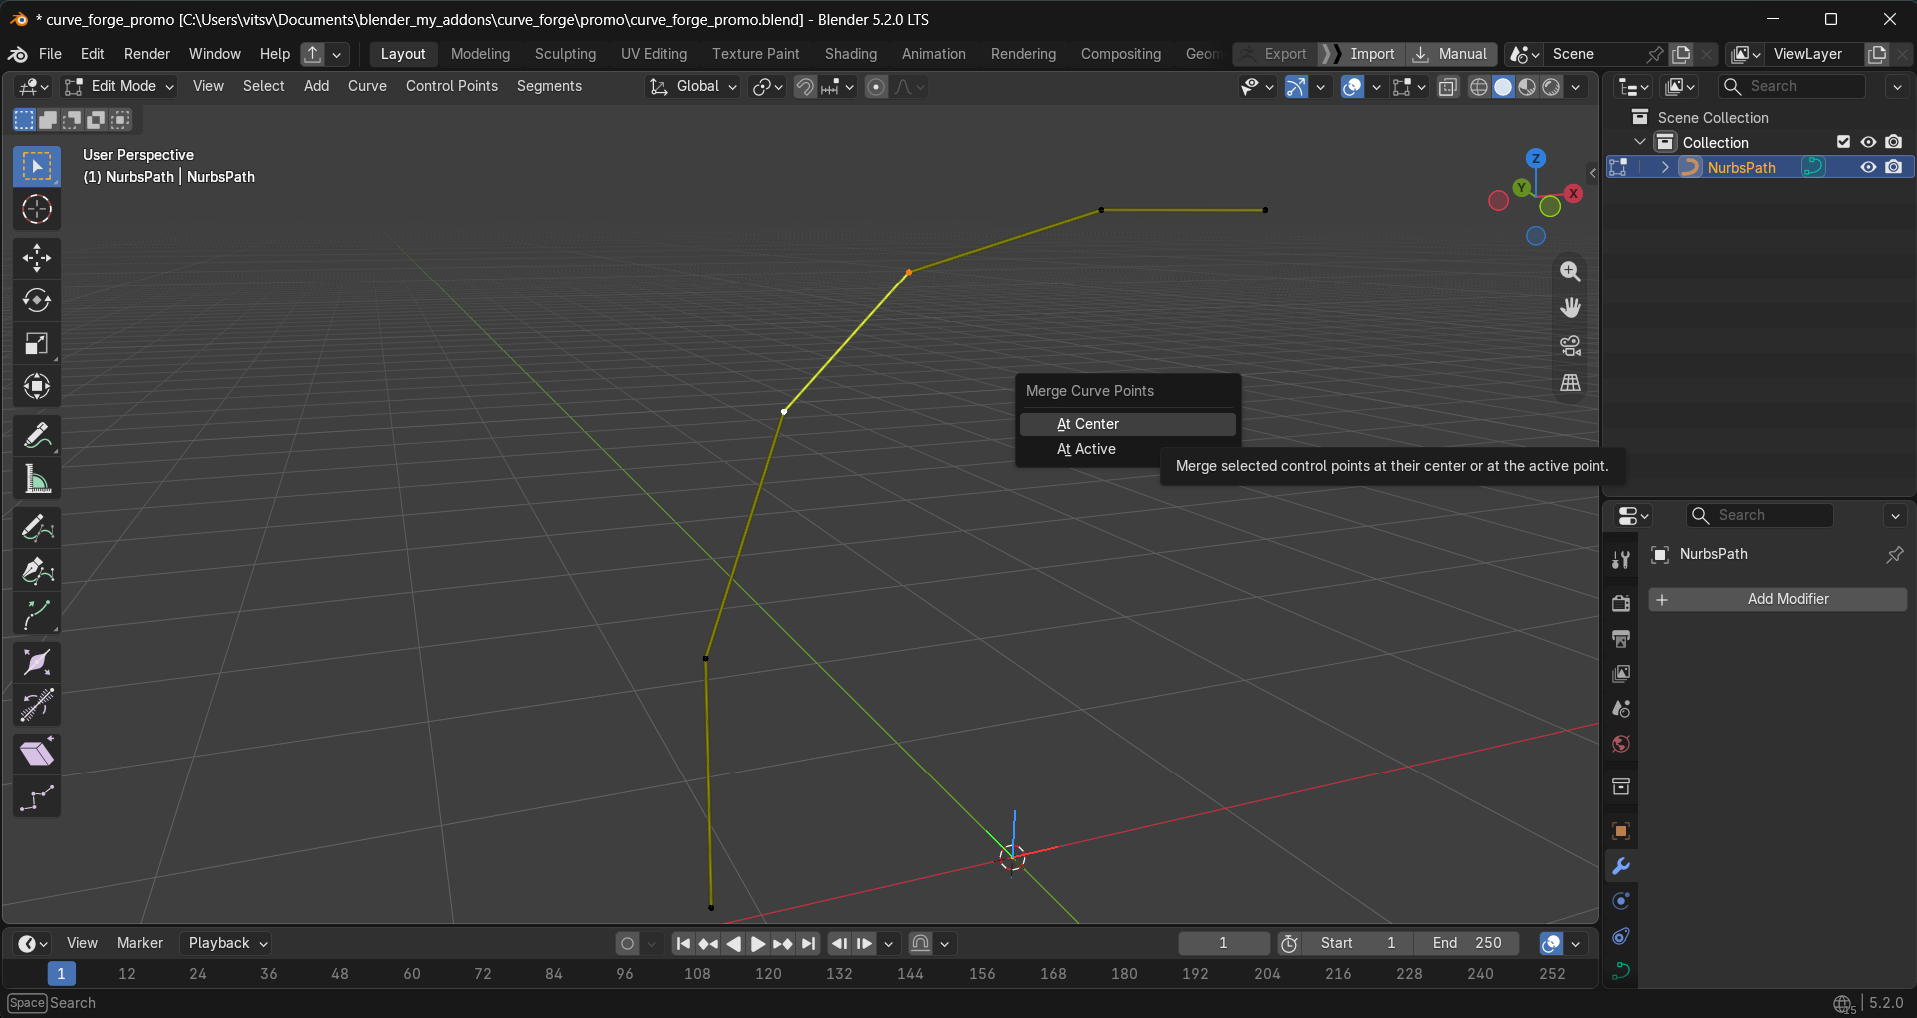 * curve_forge_promo [C:\Users\vitsv\Documents\blender_my_addons\curve_forge\promo\curve_forge_promo.blend] - Blender 5.2.0 LTS
File Edit Render Window Help Layout Modeling Sculpting UV Editing Texture Paint Shading Animation Rendering Compositing Geom Export Import Manual Scene ViewLayer
Edit Mode View Select Add Curve Control Points Segments Global Search
Scene Collection
Collection
NurbsPath
User Perspective
(1) NurbsPath | NurbsPath
Z
Y
X
Merge Curve Points
At Center
At Active
Merge selected control points at their center or at the active point.
Search
NurbsPath
Add Modifier
View Marker Playback 1 Start 1 End 250
1 12 24 36 48 60 72 84 96 108 120 132 144 156 168 180 192 204 216 228 240 252
Space Search
15 5.2.0